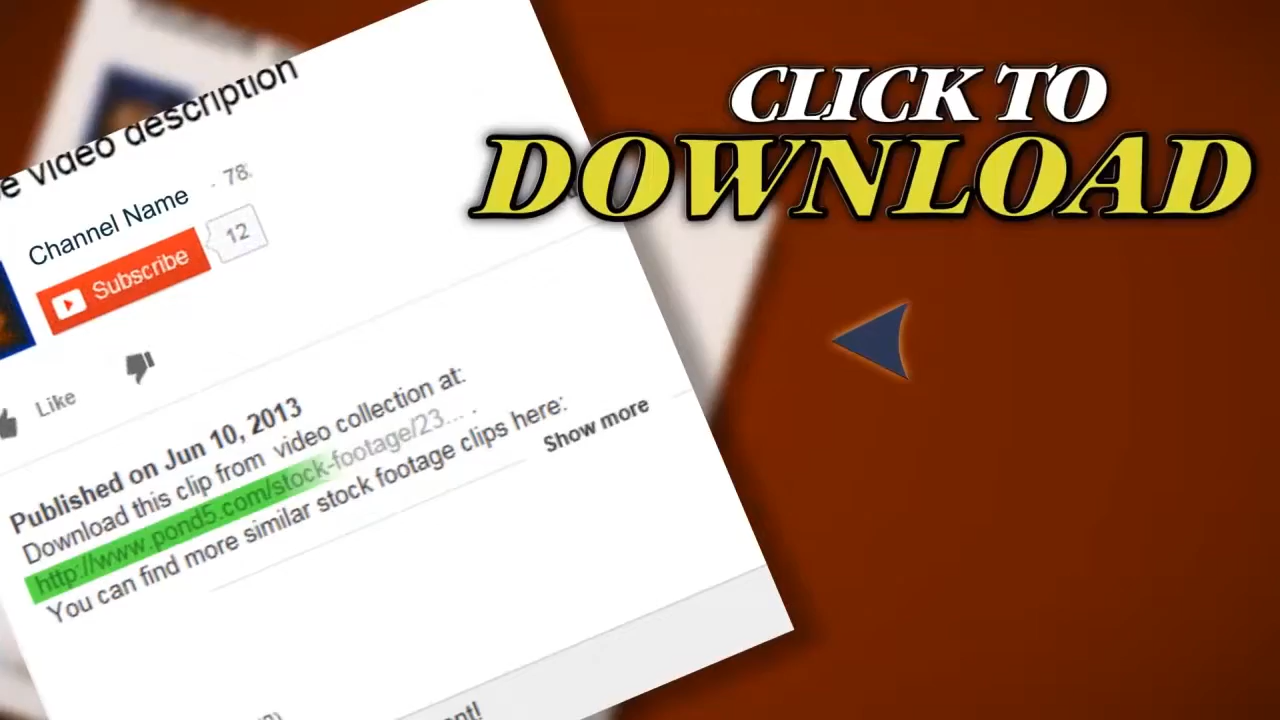 CLICK TO
DOWNLOAD
video description
Channel Name
Subscribe
12
Like
Published on Jun 10, 2013
Download this clip from video collection at:
http://www.pond5.com/stock-footage/23...
You can find more similar stock footage clips here:
Show more